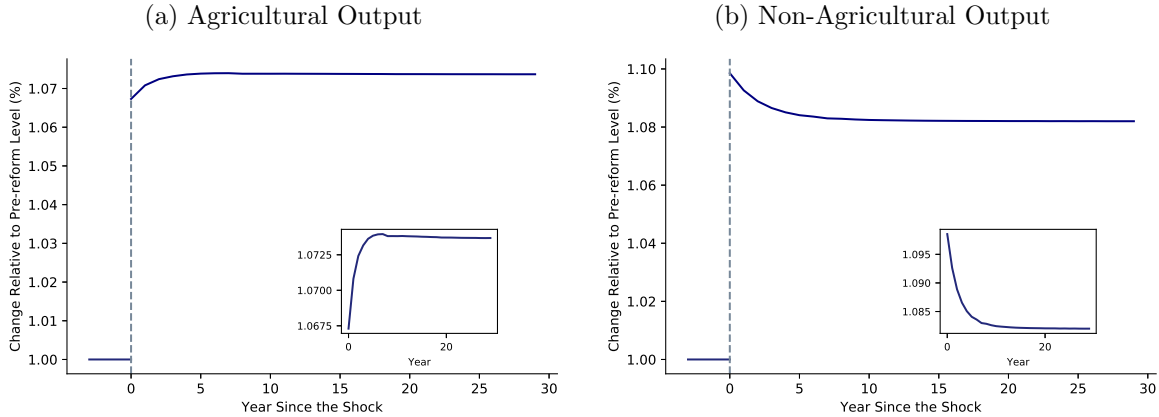 (a) Agricultural Output
Change Relative to Pre-reform Level (%)
1.07
1.06
1.05
1.04
1.03
1.02
1.01
1.00
0 5 10 15 20 25 30
Year Since the Shock
1.0725
1.0700
1.0675
0 20
Year
(b) Non-Agricultural Output
Change Relative to Pre-reform Level (%)
1.10
1.08
1.06
1.04
1.02
1.00
0 5 10 15 20 25 30
Year Since the Shock
1.095
1.090
1.085
0 20
Year